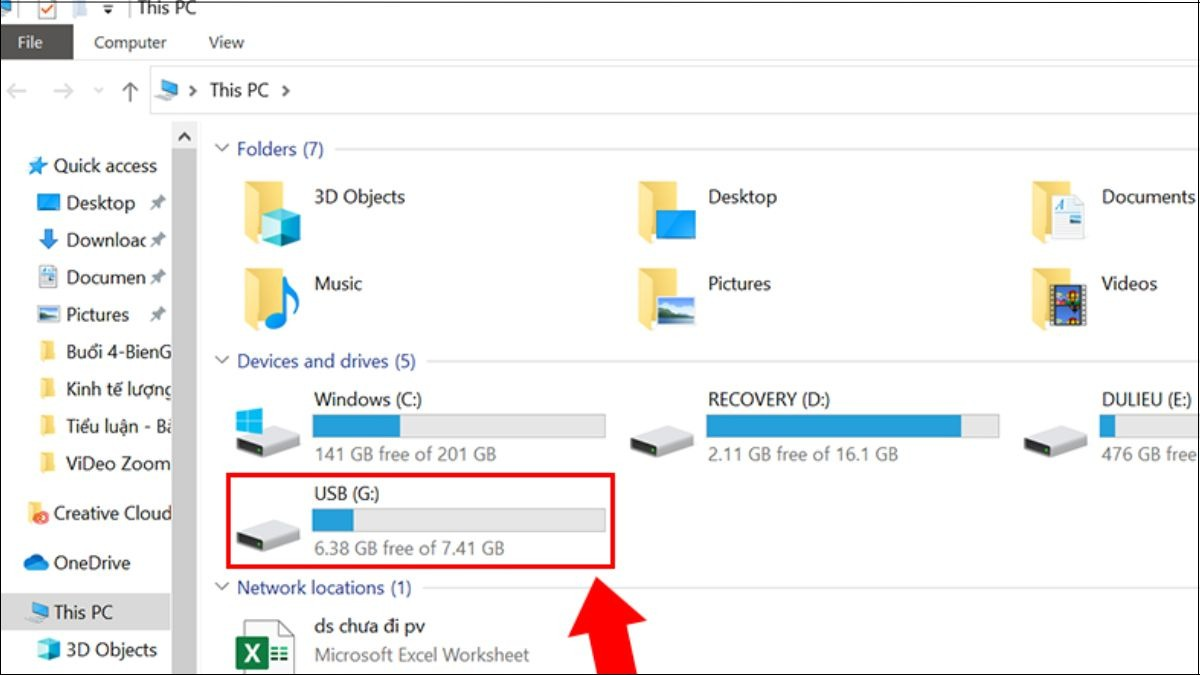 This PC
File Computer View
This PC
Quick access
Desktop
Downloac
Documen
Pictures
Buổi 4-BienG
Kinh tế lượng
Tiểu luận - Bà
ViDeo Zoom
Creative Cloud
OneDrive
This PC
3D Objects
Folders (7)
3D Objects
Desktop
Documents
Music
Pictures
Videos
Devices and drives (5)
Windows (C:)
141 GB free of 201 GB
RECOVERY (D:)
2.11 GB free of 16.1 GB
DULIEU (E:)
476 GB free
USB (G:)
6.38 GB free of 7.41 GB
Network locations (1)
ds chưa đi pv
Microsoft Excel Worksheet